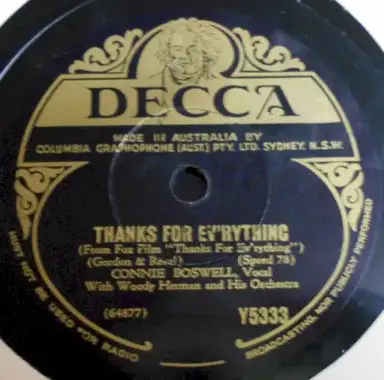 DECCA
MADE IN AUSTRALIA BY
COLUMBIA GRAPHOPHONE (AUST.) PTY. LTD. SYDNEY, N.S.W.
THANKS FOR EV'RYTHING
(From Fox Film "Thanks For Ev'rything")
(Gordon & Revel) (Speed 78)
CONNIE BOSWELL, Vocal
With Woody Herman and His Orchestra
(64877) Y5333
MUST NOT BE USED FOR RADIO
BROADCASTING, NOR PUBLICLY PERFORMED